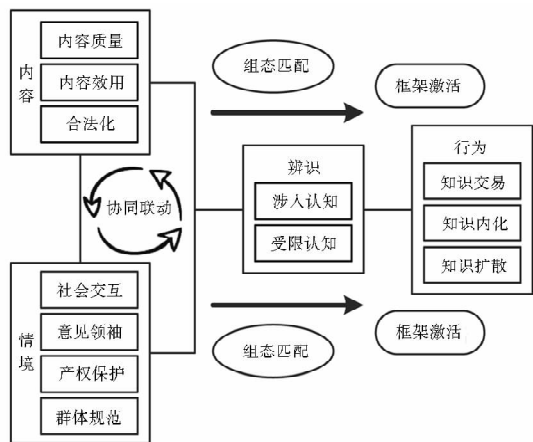 内容
内容质量
内容效用
合法化
组态匹配
框架激活
协同联动
辨识
涉入认知
受限认知
行为
知识交易
知识内化
知识扩散
情境
社会交互
意见领袖
产权保护
群体规范
组态匹配
框架激活